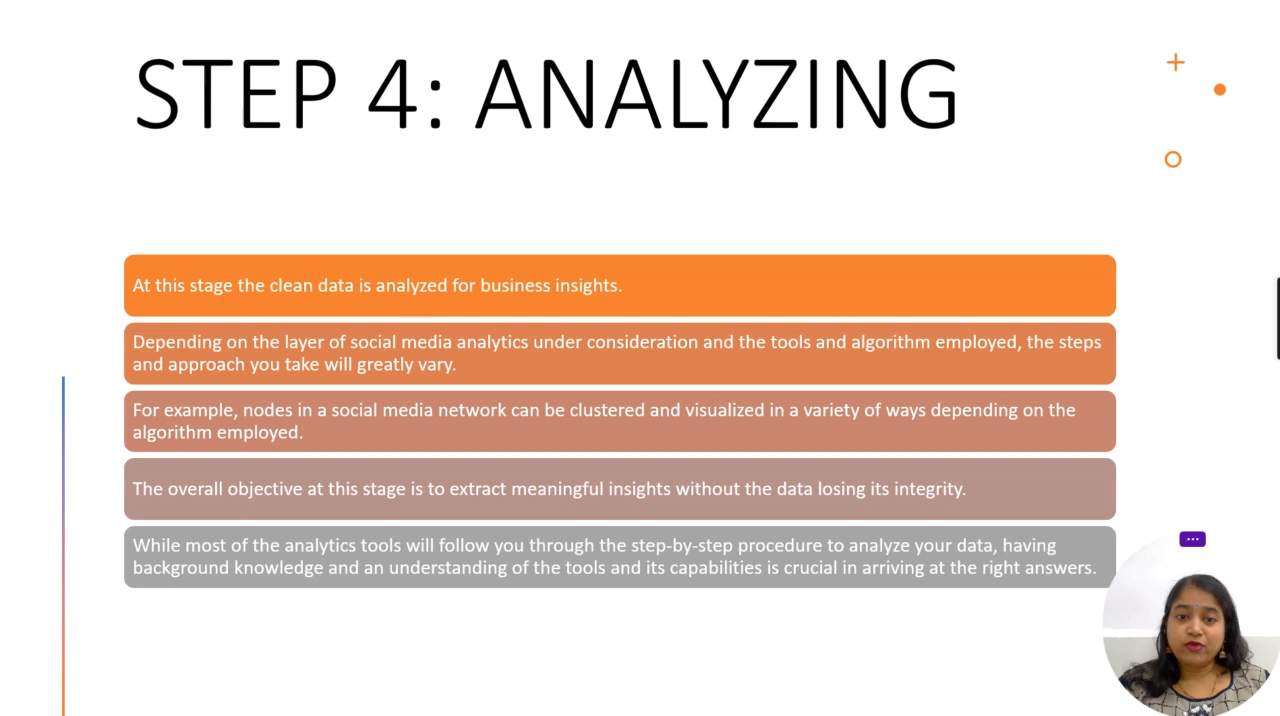 STEP 4: ANALYZING
At this stage the clean data is analyzed for business insights.
Depending on the layer of social media analytics under consideration and the tools and algorithm employed, the steps
and approach you take will greatly vary.
For example, nodes in a social media network can be clustered and visualized in a variety of ways depending on the
algorithm employed.
The overall objective at this stage is to extract meaningful insights without the data losing its integrity.
While most of the analytics tools will follow you through the step-by-step procedure to analyze your data, having
background knowledge and an understanding of the tools and its capabilities is crucial in arriving at the right answers.